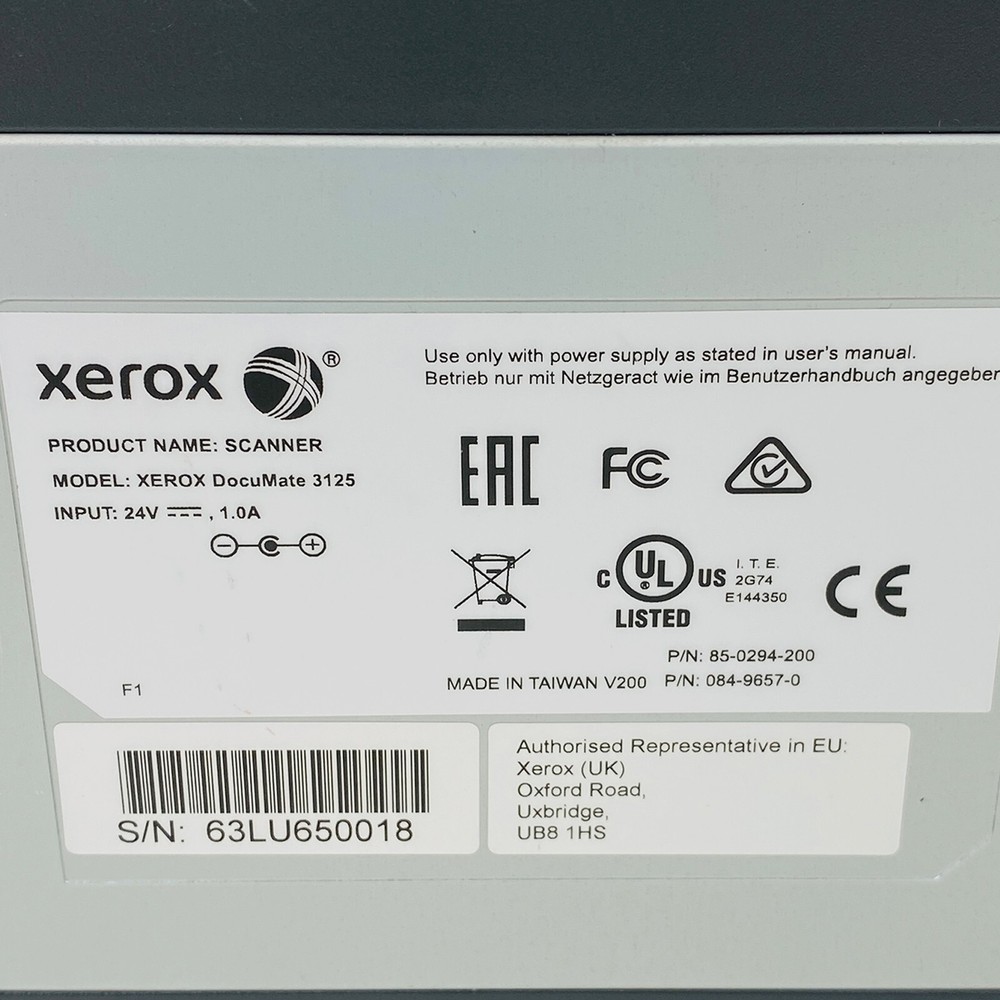 xerox ®
PRODUCT NAME: SCANNER
MODEL: XEROX DocuMate 3125
INPUT: 24V ⎓, 1.0A
F1
Use only with power supply as stated in user's manual.
Betrieb nur mit Netzgeract wie im Benutzerhandbuch angegeben
EAC FC
C UL ® US
LISTED
I. T. E.
2G74
E144350
CE
P/N: 85-0294-200
MADE IN TAIWAN V200 P/N: 084-9657-0
S/N: 63LU650018
Authorised Representative in EU:
Xerox (UK)
Oxford Road,
Uxbridge,
UB8 1HS